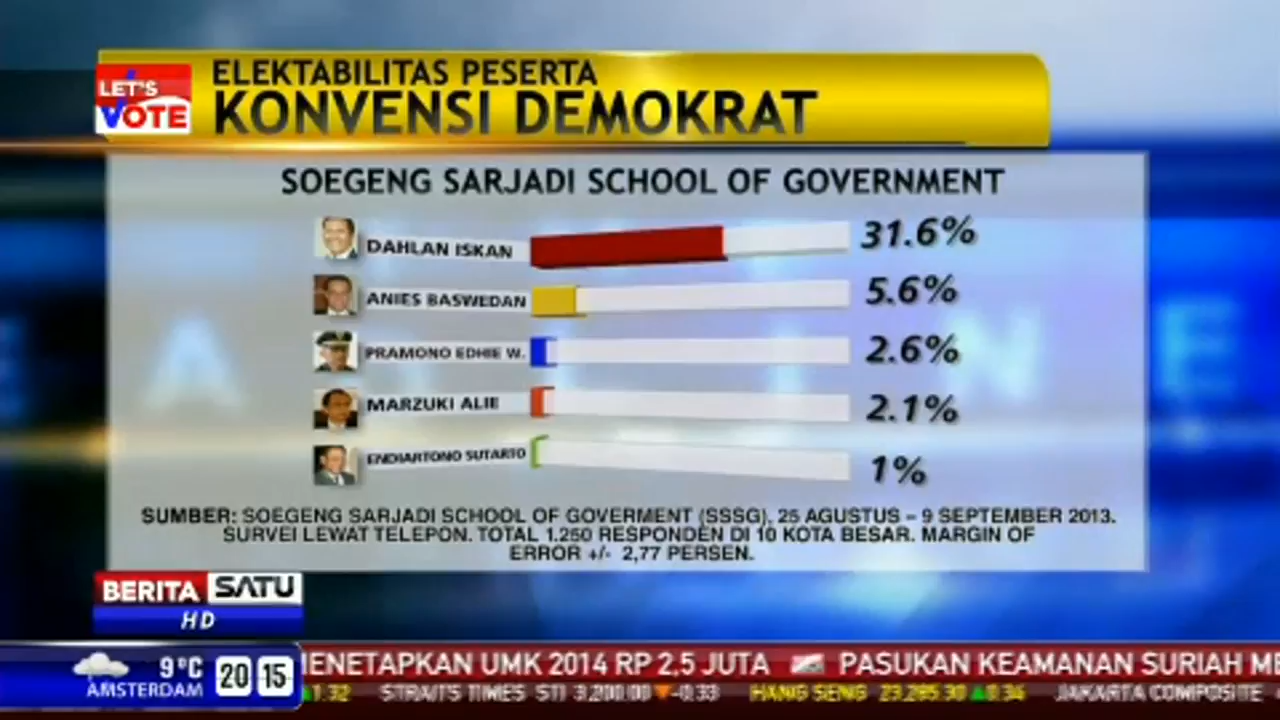 LET'S
VOTE
ELEKTABILITAS PESERTA
KONVENSI DEMOKRAT
SOEGENG SARJADI SCHOOL OF GOVERNMENT
DAHLAN ISKAN 31.6%
ANIES BASWEDAN 5.6%
PRAMONO EDHIE W. 2.6%
MARZUKI ALIE 2.1%
ENDIARTONO SUTARTO 1%
SUMBER: SOEGENG SARJADI SCHOOL OF GOVERMENT (SSSG), 25 AGUSTUS – 9 SEPTEMBER 2013.
SURVEI LEWAT TELEPON. TOTAL 1.250 RESPONDEN DI 10 KOTA BESAR. MARGIN OF
ERROR +/- 2,77 PERSEN.
BERITA SATU
HD
9°C
AMSTERDAM
20 15
MENETAPKAN UMK 2014 RP 2,5 JUTA PASUKAN KEAMANAN SURIAH ME
1.32 STRAITS TIMES STI 3,200.00 ▼-0.33 HANG SENG 23,285.30 ▲0.34 JAKARTA COMPOSITE